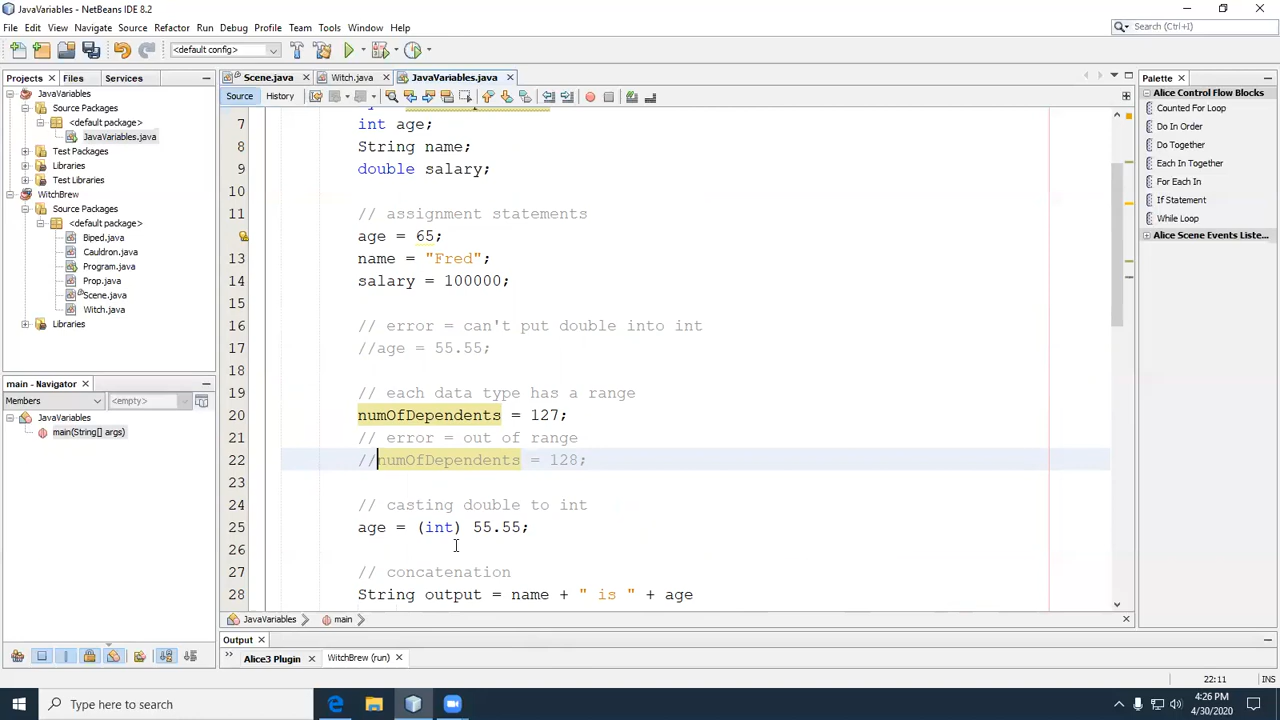 JavaVariables - NetBeans IDE 8.2
File Edit View Navigate Source Refactor Run Debug Profile Team Tools Window Help
Search (Ctrl+I)
<default config>
Projects Files Services
Scene.java Witch.java JavaVariables.java
Palette
Source History
JavaVariables
Source Packages
<default package>
JavaVariables.java
Test Packages
Libraries
Test Libraries
WitchBrew
Source Packages
<default package>
Biped.java
Cauldron.java
Program.java
Prop.java
Scene.java
Witch.java
Libraries
main - Navigator
Members <empty>
JavaVariables
main(String[] args)
7 int age;
8 String name;
9 double salary;
10
11 // assignment statements
age = 65;
13 name = "Fred";
14 salary = 100000;
15
16 // error = can't put double into int
17 //age = 55.55;
18
19 // each data type has a range
20 numOfDependents = 127;
21 // error = out of range
22 //numOfDependents = 128;
23
24 // casting double to int
25 age = (int) 55.55;
26
27 // concatenation
28 String output = name + " is " + age
JavaVariables main
Output
Alice3 Plugin WitchBrew (run)
Alice Control Flow Blocks
Counted For Loop
Do In Order
Do Together
Each In Together
For Each In
If Statement
While Loop
Alice Scene Events Liste...
22:11 INS
Type here to search
4:26 PM
4/30/2020